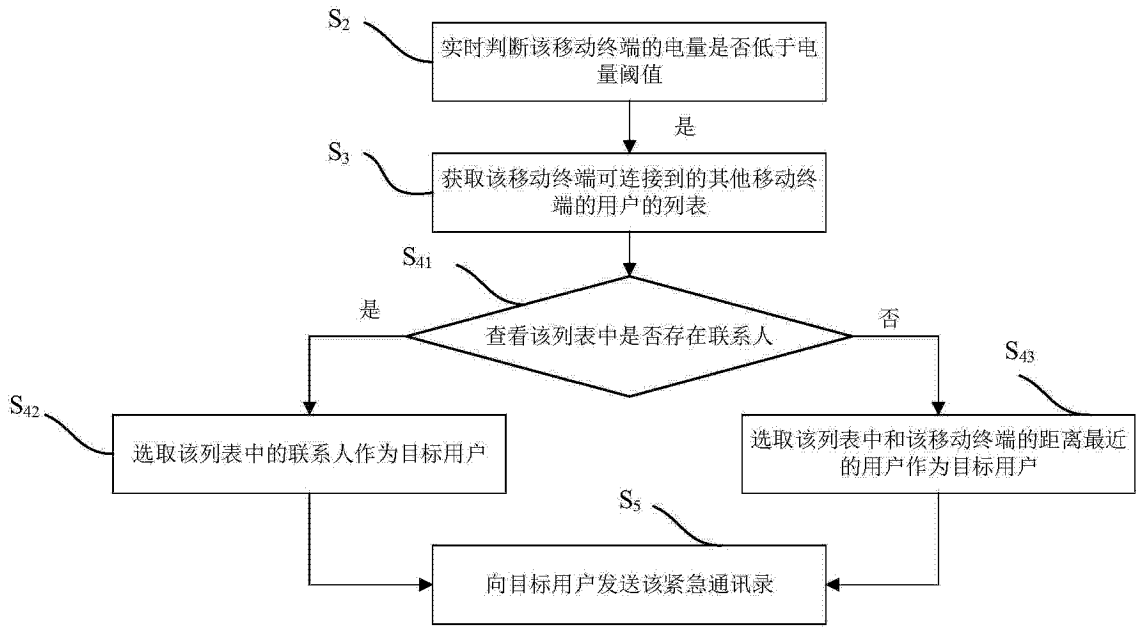 S2
实时判断该移动终端的电量是否低于电
量阈值
是
S3
获取该移动终端可连接到的其他移动终
端的用户的列表
S41
是
查看该列表中是否存在联系人
否
S43
S42
选取该列表中的联系人作为目标用户
选取该列表中和该移动终端的距离最近
的用户作为目标用户
S5
向目标用户发送该紧急通讯录